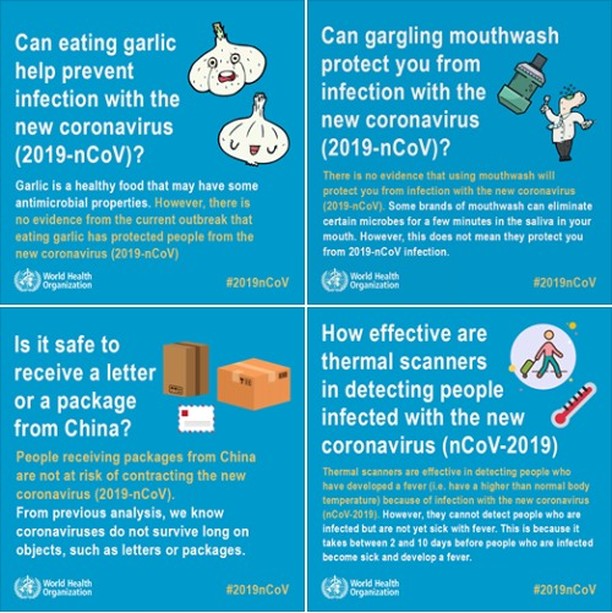 Can eating garlic
help prevent
infection with the
new coronavirus
(2019-nCoV)?
Garlic is a healthy food that may have some
antimicrobial properties. However, there is
no evidence from the current outbreak that
eating garlic has protected people from the
new coronavirus (2019-nCoV)
World Health
Organization
#2019nCoV
Can gargling mouthwash
protect you from
infection with the
new coronavirus
(2019-nCoV)?
There is no evidence that using mouthwash will
protect you from infection with the new coronavirus
(2019-nCoV). Some brands of mouthwash can eliminate
certain microbes for a few minutes in the saliva in your
mouth. However, this does not mean they protect you
from 2019-nCoV infection.
World Health
Organization
#2019nCoV
Is it safe to
receive a letter
or a package
from China?
People receiving packages from China
are not at risk of contracting the new
coronavirus (2019-nCoV).
From previous analysis, we know
coronaviruses do not survive long on
objects, such as letters or packages.
World Health
Organization
#2019nCoV
How effective are
thermal scanners
in detecting people
infected with the new
coronavirus (nCoV-2019)
Thermal scanners are effective in detecting people who
have developed a fever (i.e. have a higher than normal body
temperature) because of infection with the new coronavirus
(nCoV-2019). However, they cannot detect people who are
infected but are not yet sick with fever. This is because it
takes between 2 and 10 days before people who are infected
become sick and develop a fever.
World Health
Organization
#2019nCoV